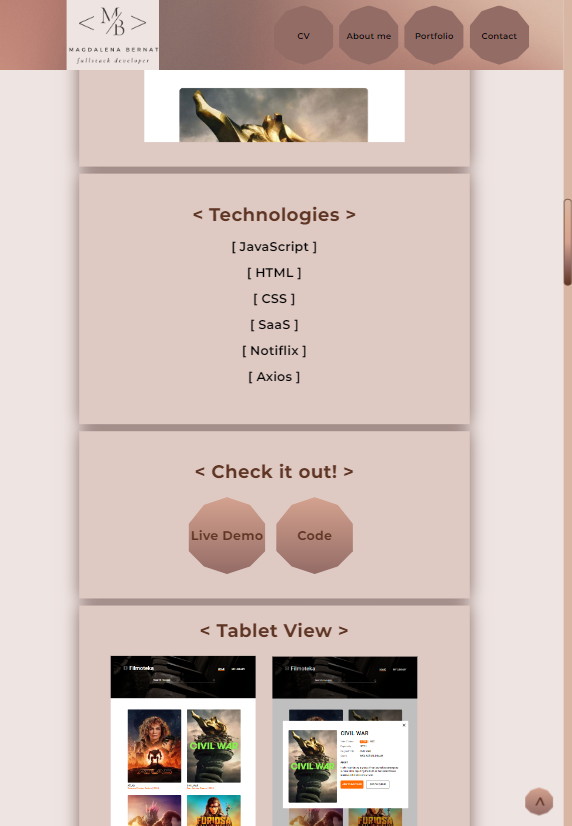 < M/B >
MAGDALENA BERNAT
fullstack developer
CV
About me
Portfolio
Contact
< Technologies >
[ JavaScript ]
[ HTML ]
[ CSS ]
[ SaaS ]
[ Notiflix ]
[ Axios ]
< Check it out! >
Live Demo
Code
< Tablet View >
Filmoteka
Filmoteka
CIVIL WAR
CIVIL WAR
CIVIL WAR
ATLAS
FURIOSA
FURIOSA